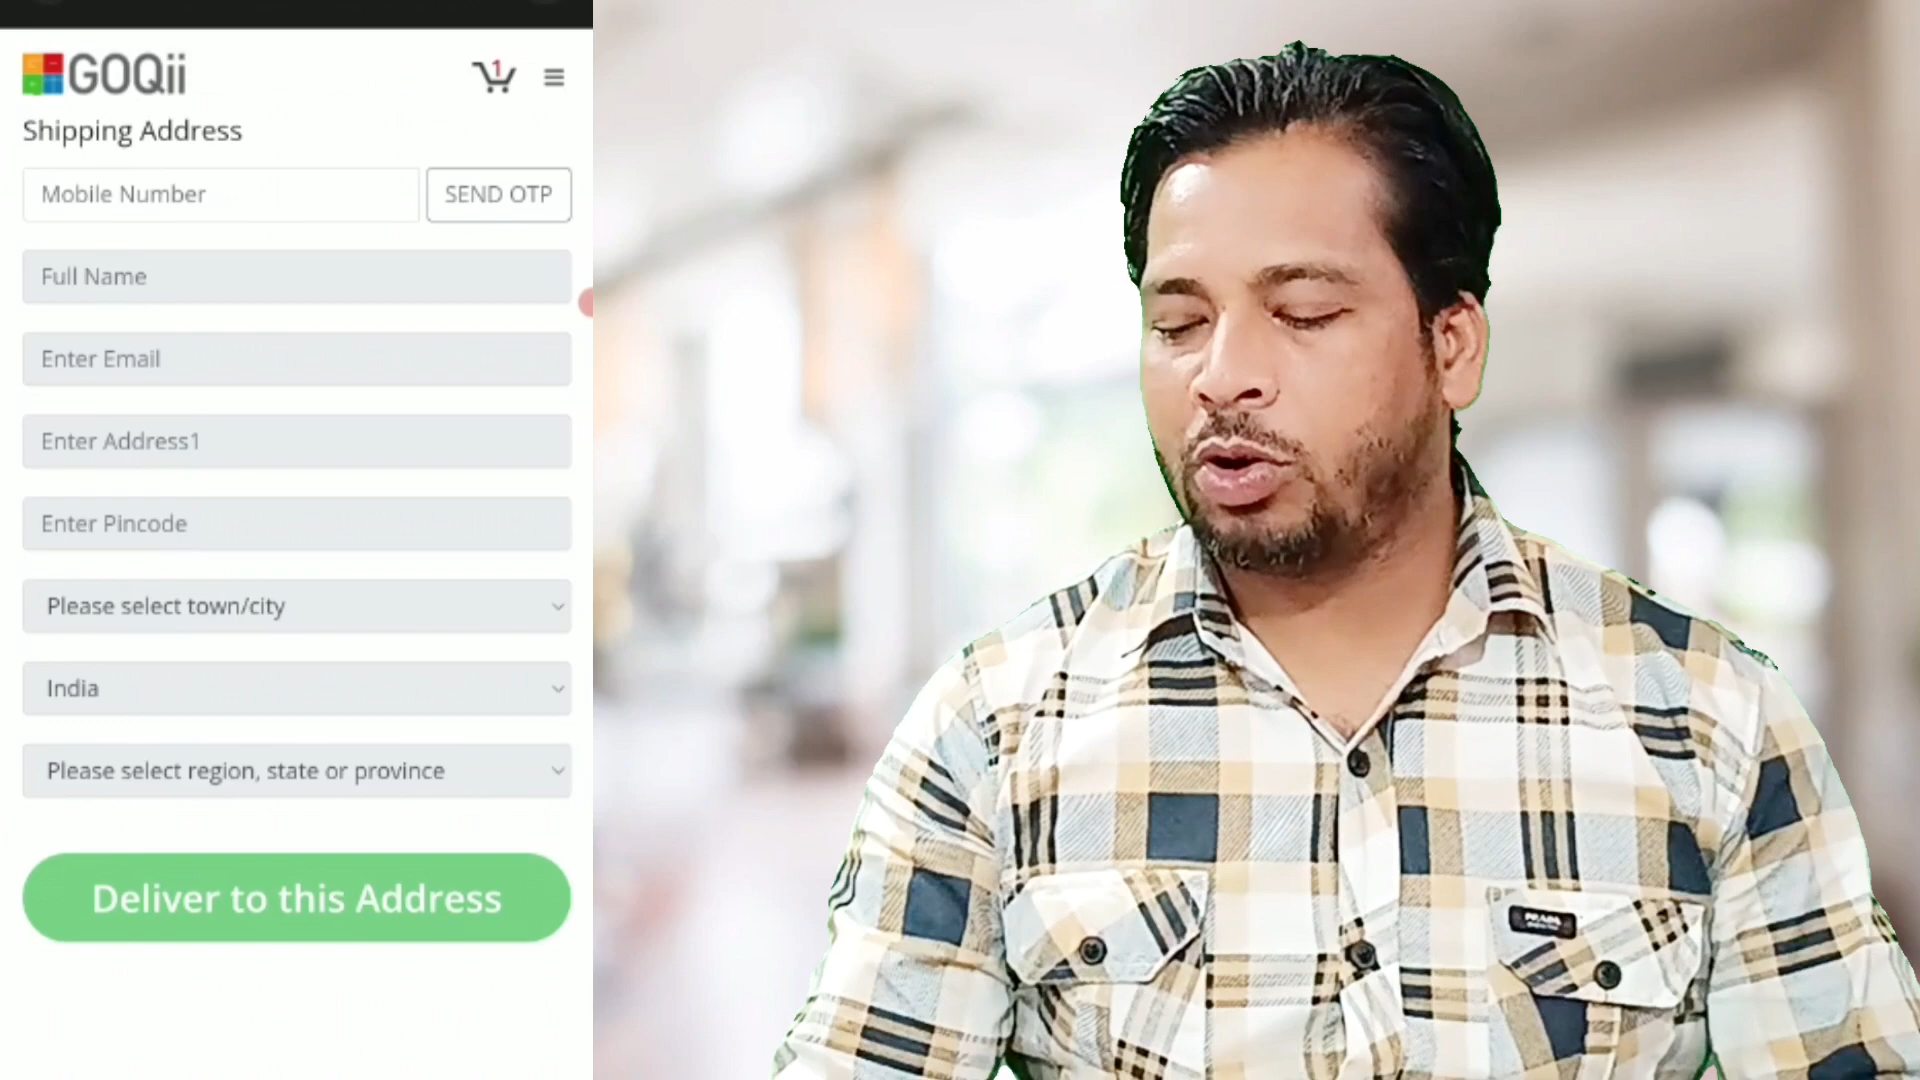 GOQii
1
Shipping Address
Mobile Number
SEND OTP
Full Name
Enter Email
Enter Address1
Enter Pincode
Please select town/city
India
Please select region, state or province
Deliver to this Address